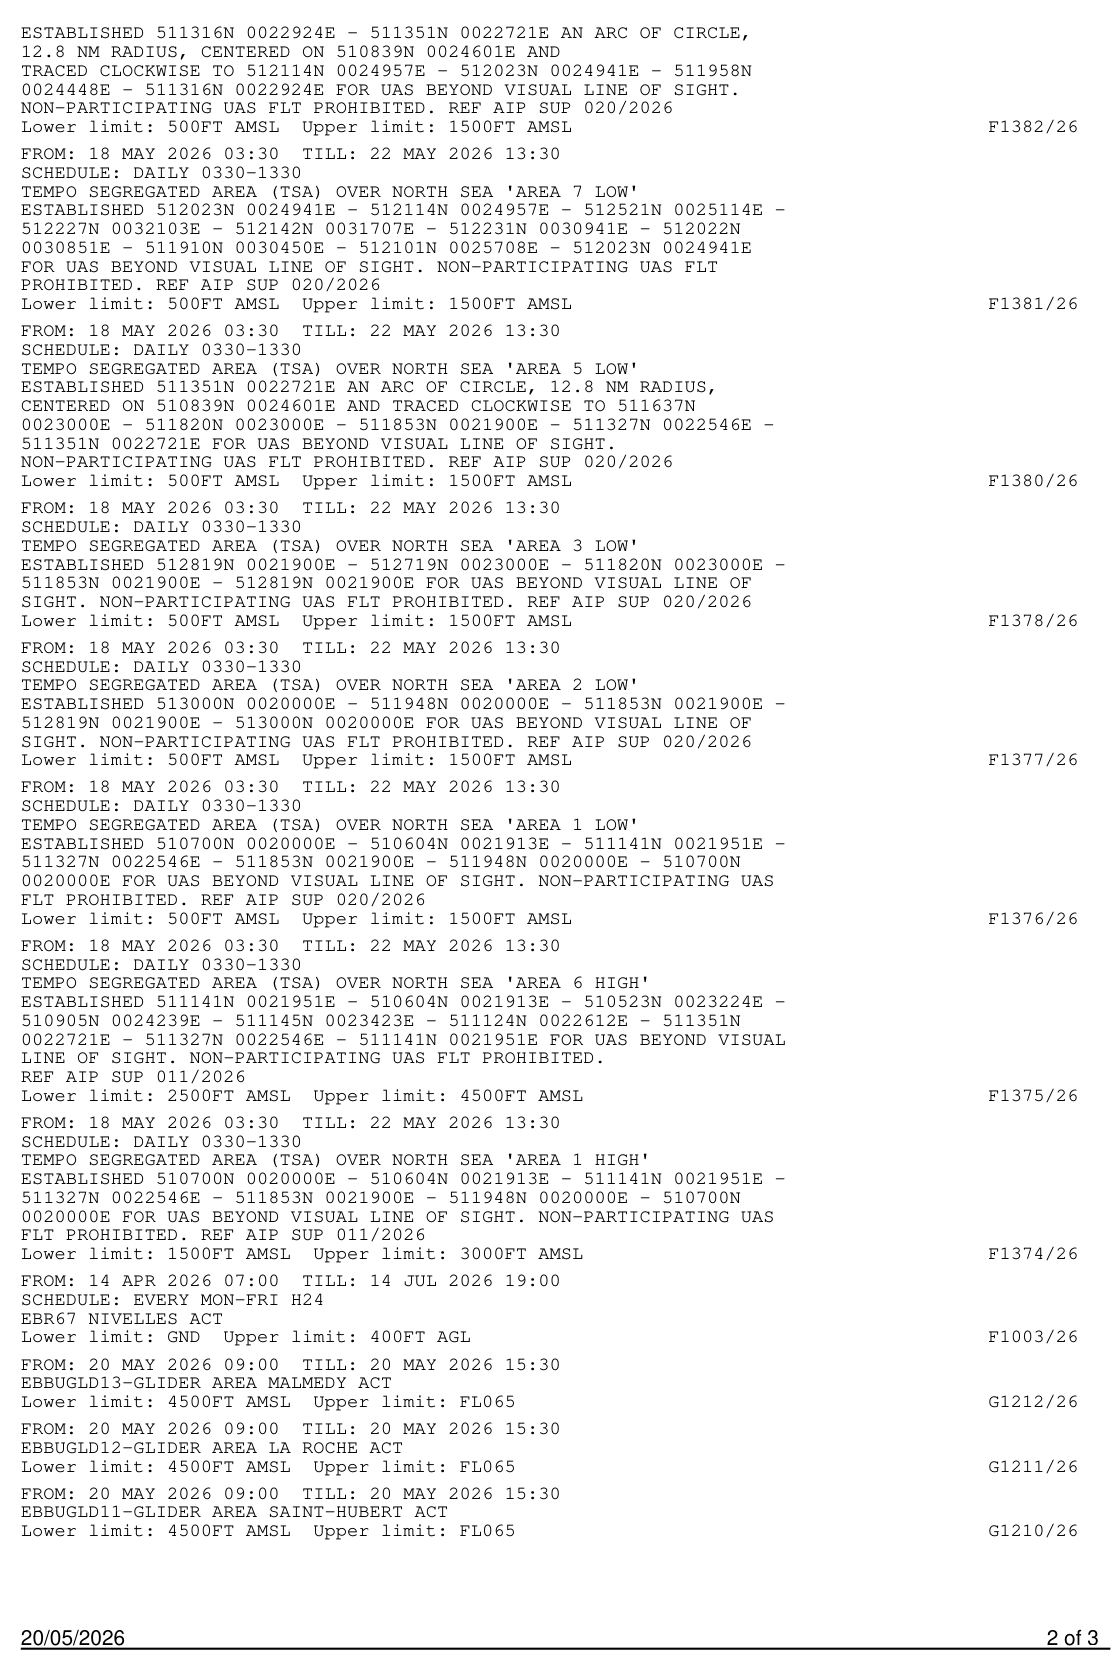 ESTABLISHED 511316N 0022924E - 511351N 0022721E AN ARC OF CIRCLE,
12.8 NM RADIUS, CENTERED ON 510839N 0024601E AND
TRACED CLOCKWISE TO 512114N 0024957E - 512023N 0024941E - 511958N
0024448E - 511316N 0022924E FOR UAS BEYOND VISUAL LINE OF SIGHT.
NON-PARTICIPATING UAS FLT PROHIBITED. REF AIP SUP 020/2026
Lower limit: 500FT AMSL  Upper limit: 1500FT AMSL F1382/26
FROM: 18 MAY 2026 03:30  TILL: 22 MAY 2026 13:30
SCHEDULE: DAILY 0330-1330
TEMPO SEGREGATED AREA (TSA) OVER NORTH SEA 'AREA 7 LOW'
ESTABLISHED 512023N 0024941E - 512114N 0024957E - 512521N 0025114E -
512227N 0032103E - 512142N 0031707E - 512231N 0030941E - 512022N
0030851E - 511910N 0030450E - 512101N 0025708E - 512023N 0024941E
FOR UAS BEYOND VISUAL LINE OF SIGHT. NON-PARTICIPATING UAS FLT
PROHIBITED. REF AIP SUP 020/2026
Lower limit: 500FT AMSL  Upper limit: 1500FT AMSL F1381/26
FROM: 18 MAY 2026 03:30  TILL: 22 MAY 2026 13:30
SCHEDULE: DAILY 0330-1330
TEMPO SEGREGATED AREA (TSA) OVER NORTH SEA 'AREA 5 LOW'
ESTABLISHED 511351N 0022721E AN ARC OF CIRCLE, 12.8 NM RADIUS,
CENTERED ON 510839N 0024601E AND TRACED CLOCKWISE TO 511637N
0023000E - 511820N 0023000E - 511853N 0021900E - 511327N 0022546E -
511351N 0022721E FOR UAS BEYOND VISUAL LINE OF SIGHT.
NON-PARTICIPATING UAS FLT PROHIBITED. REF AIP SUP 020/2026
Lower limit: 500FT AMSL  Upper limit: 1500FT AMSL F1380/26
FROM: 18 MAY 2026 03:30  TILL: 22 MAY 2026 13:30
SCHEDULE: DAILY 0330-1330
TEMPO SEGREGATED AREA (TSA) OVER NORTH SEA 'AREA 3 LOW'
ESTABLISHED 512819N 0021900E - 512719N 0023000E - 511820N 0023000E -
511853N 0021900E - 512819N 0021900E FOR UAS BEYOND VISUAL LINE OF
SIGHT. NON-PARTICIPATING UAS FLT PROHIBITED. REF AIP SUP 020/2026
Lower limit: 500FT AMSL  Upper limit: 1500FT AMSL F1378/26
FROM: 18 MAY 2026 03:30  TILL: 22 MAY 2026 13:30
SCHEDULE: DAILY 0330-1330
TEMPO SEGREGATED AREA (TSA) OVER NORTH SEA 'AREA 2 LOW'
ESTABLISHED 513000N 0020000E - 511948N 0020000E - 511853N 0021900E -
512819N 0021900E - 513000N 0020000E FOR UAS BEYOND VISUAL LINE OF
SIGHT. NON-PARTICIPATING UAS FLT PROHIBITED. REF AIP SUP 020/2026
Lower limit: 500FT AMSL  Upper limit: 1500FT AMSL F1377/26
FROM: 18 MAY 2026 03:30  TILL: 22 MAY 2026 13:30
SCHEDULE: DAILY 0330-1330
TEMPO SEGREGATED AREA (TSA) OVER NORTH SEA 'AREA 1 LOW'
ESTABLISHED 510700N 0020000E - 510604N 0021913E - 511141N 0021951E -
511327N 0022546E - 511853N 0021900E - 511948N 0020000E - 510700N
0020000E FOR UAS BEYOND VISUAL LINE OF SIGHT. NON-PARTICIPATING UAS
FLT PROHIBITED. REF AIP SUP 020/2026
Lower limit: 500FT AMSL  Upper limit: 1500FT AMSL F1376/26
FROM: 18 MAY 2026 03:30  TILL: 22 MAY 2026 13:30
SCHEDULE: DAILY 0330-1330
TEMPO SEGREGATED AREA (TSA) OVER NORTH SEA 'AREA 6 HIGH'
ESTABLISHED 511141N 0021951E - 510604N 0021913E - 510523N 0023224E -
510905N 0024239E - 511145N 0023423E - 511124N 0022612E - 511351N
0022721E - 511327N 0022546E - 511141N 0021951E FOR UAS BEYOND VISUAL
LINE OF SIGHT. NON-PARTICIPATING UAS FLT PROHIBITED.
REF AIP SUP 011/2026
Lower limit: 2500FT AMSL  Upper limit: 4500FT AMSL F1375/26
FROM: 18 MAY 2026 03:30  TILL: 22 MAY 2026 13:30
SCHEDULE: DAILY 0330-1330
TEMPO SEGREGATED AREA (TSA) OVER NORTH SEA 'AREA 1 HIGH'
ESTABLISHED 510700N 0020000E - 510604N 0021913E - 511141N 0021951E -
511327N 0022546E - 511853N 0021900E - 511948N 0020000E - 510700N
0020000E FOR UAS BEYOND VISUAL LINE OF SIGHT. NON-PARTICIPATING UAS
FLT PROHIBITED. REF AIP SUP 011/2026
Lower limit: 1500FT AMSL  Upper limit: 3000FT AMSL F1374/26
FROM: 14 APR 2026 07:00  TILL: 14 JUL 2026 19:00
SCHEDULE: EVERY MON-FRI H24
EBR67 NIVELLES ACT
Lower limit: GND  Upper limit: 400FT AGL F1003/26
FROM: 20 MAY 2026 09:00  TILL: 20 MAY 2026 15:30
EBBUGLD13-GLIDER AREA MALMEDY ACT
Lower limit: 4500FT AMSL  Upper limit: FL065 G1212/26
FROM: 20 MAY 2026 09:00  TILL: 20 MAY 2026 15:30
EBBUGLD12-GLIDER AREA LA ROCHE ACT
Lower limit: 4500FT AMSL  Upper limit: FL065 G1211/26
FROM: 20 MAY 2026 09:00  TILL: 20 MAY 2026 15:30
EBBUGLD11-GLIDER AREA SAINT-HUBERT ACT
Lower limit: 4500FT AMSL  Upper limit: FL065 G1210/26
20/05/2026 2 of 3